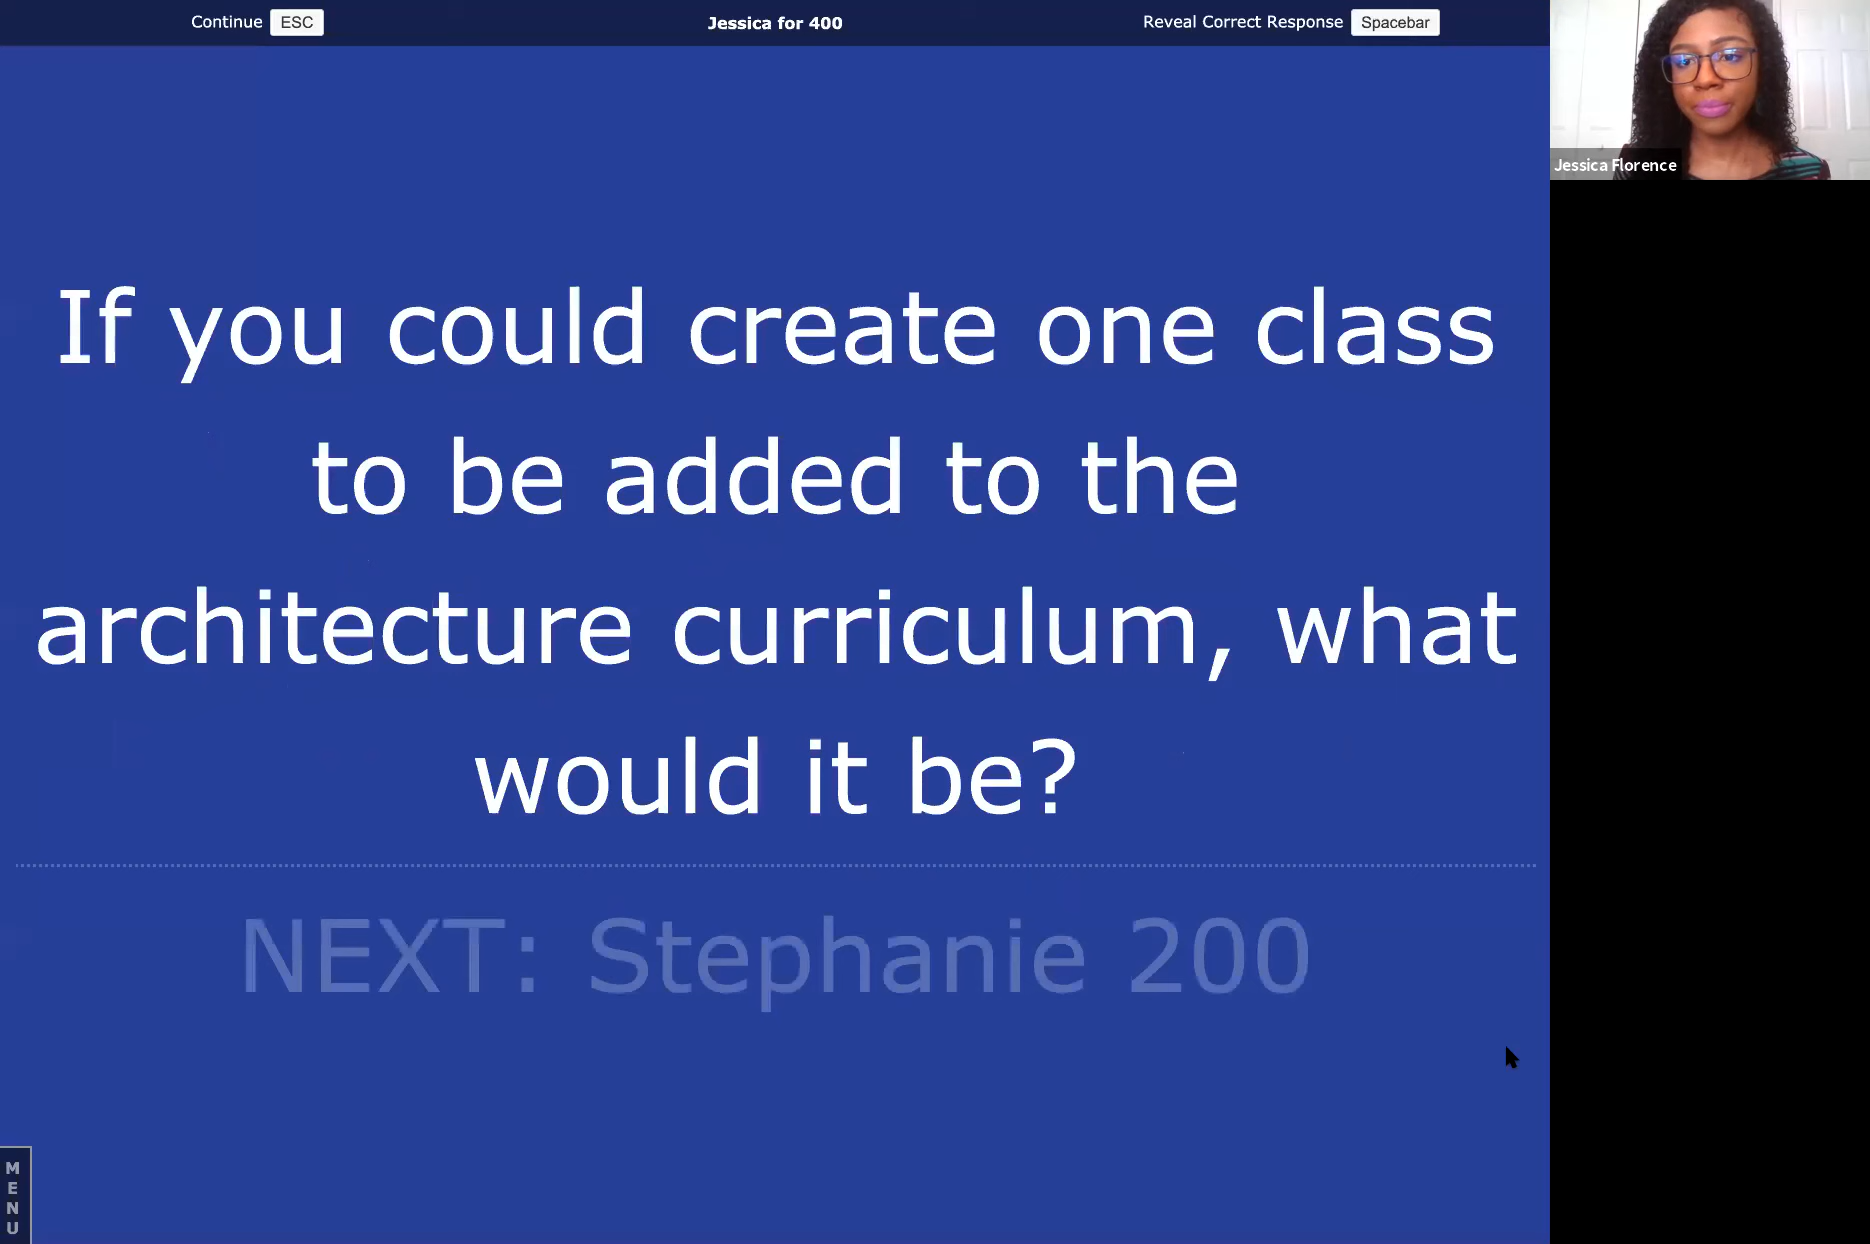 Continue ESC
Jessica for 400
Reveal Correct Response Spacebar
Jessica Florence
If you could create one class
to be added to the
architecture curriculum, what
would it be?
NEXT: Stephanie 200
MENU